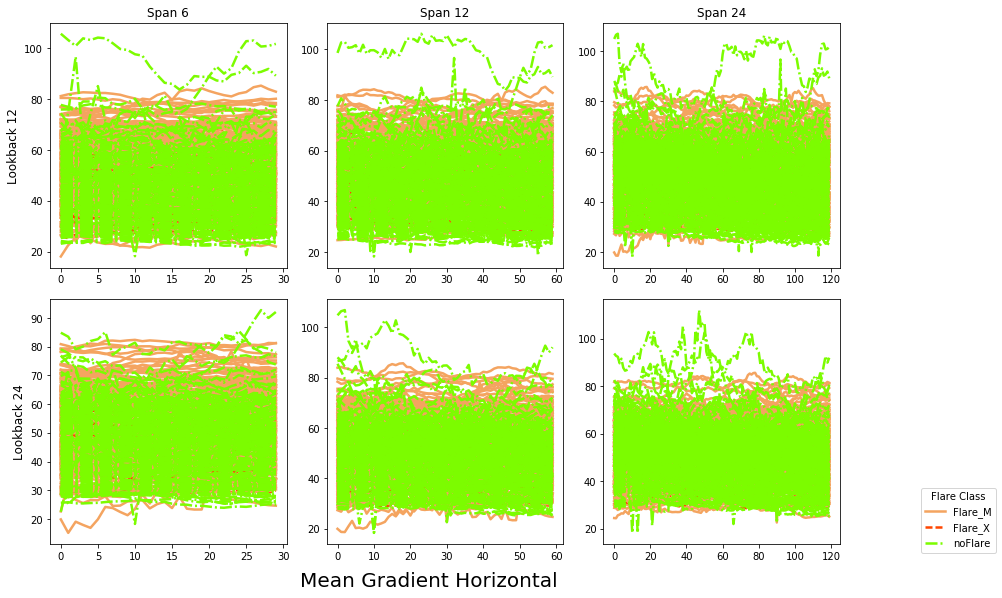 Span 6
Span 12
Span 24
Lookback 12
100
80
60
40
20
0 5 10 15 20 25 30
100
80
60
40
20
0 10 20 30 40 50 60
100
80
60
40
20
0 20 40 60 80 100 120
Lookback 24
90
80
70
60
50
40
30
20
0 5 10 15 20 25 30
100
80
60
40
20
0 10 20 30 40 50 60
100
80
60
40
20
0 20 40 60 80 100 120
Flare Class
Flare_M
Flare_X
noFlare
Mean Gradient Horizontal